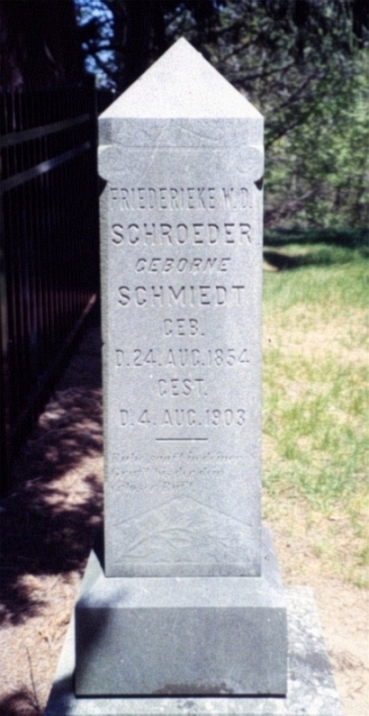 FRIEDERIEKE W. D.
SCHROEDER
GEBORNE
SCHMIEDT
GEB.
D. 24. AUG. 1854
GEST.
D. 4. AUG. 1903